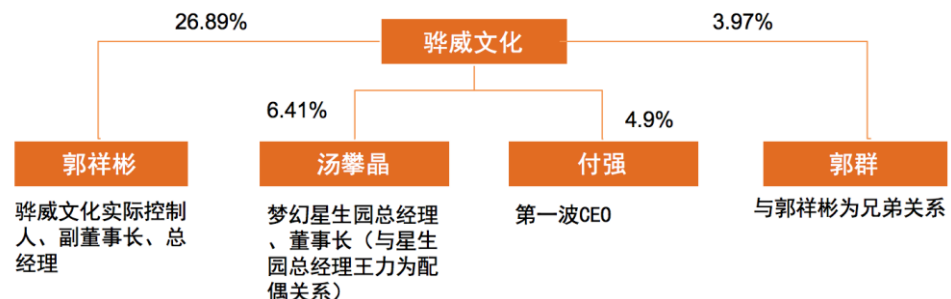 26.89%
骅威文化
3.97%
6.41%
4.9%
郭祥彬
汤攀晶
付强
郭群
骅威文化实际控制
人、副董事长、总
经理
梦幻星生园总经理
、董事长（与星生
园总经理王力为配
偶关系）
第一波CEO
与郭祥彬为兄弟关系